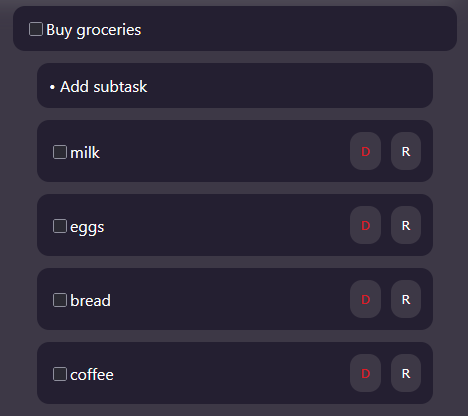 Buy groceries
• Add subtask
milk D R
eggs D R
bread D R
coffee D R